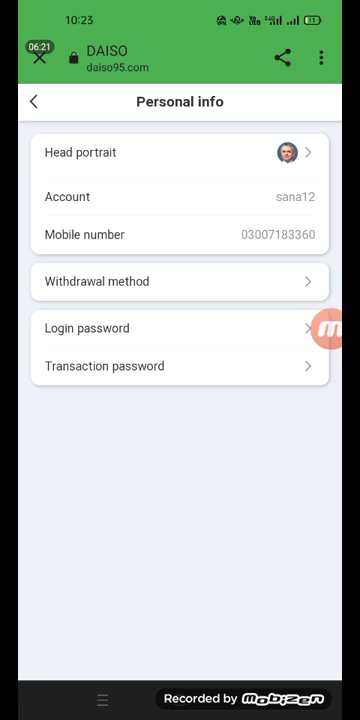 10:23
31
06:21
DAISO
daiso95.com
Personal info
Head portrait
Account sana12
Mobile number 03007183360
Withdrawal method
Login password
Transaction password
m
Recorded by mobizen